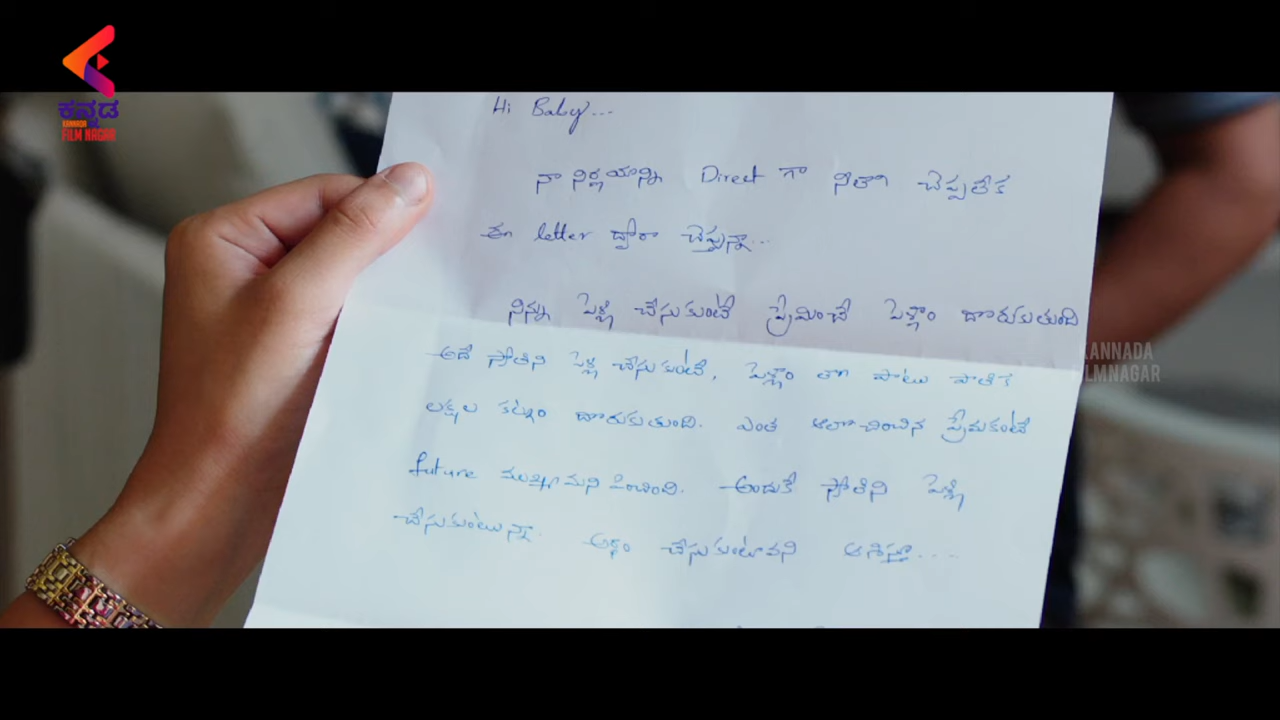 ಕನ್ನಡ
KANNADA
FILM NAGAR
Hi Baby...
నా నిర్ణయాన్ని Direct గా నీతో చెప్పలేక
ఈ letter ద్వారా చెప్తున్నా...
నిన్ను పెళ్ళి చేసుకుంటే ప్రేమించే పెళ్ళాం దొరుకుతుంది
అదే స్వాతిని పెళ్ళి చేసుకుంటే, పెళ్ళాం తో పాటు పాతిక
లక్షల కట్నం దొరుకుతుంది. ఎంత ఆలోచించినా ప్రేమకంటే
future ముఖ్యమనిపించింది. అందుకే స్వాతిని పెళ్ళి
చేసుకుంటున్నా. అర్థం చేసుకుంటావని ఆశిస్తూ....
KANNADA
FILMNAGAR